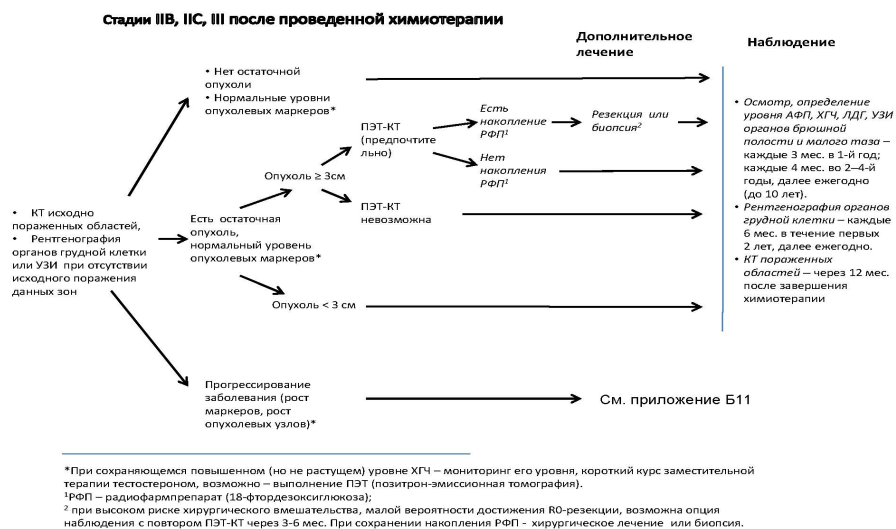 Стадии IIB, IIC, III после проведенной химиотерапии
Дополнительное
лечение
Наблюдение
• Нет остаточной
опухоли
• Нормальные уровни
опухолевых маркеров*
ПЭТ-КТ
(предпочтите
льно)
Есть
накопление
РФП¹
Резекция или
биопсия²
Нет
накопления
РФП¹
Опухоль ≥ 3см
ПЭТ-КТ
невозможна
• КТ исходно
пораженных областей,
• Рентгенография
органов грудной клетки
или УЗИ при отсутствии
исходного поражения
данных зон
Есть остаточная
опухоль,
нормальный уровень
опухолевых маркеров*
Опухоль < 3 см
• Осмотр, определение
уровня АФП, ХГЧ, ЛДГ, УЗИ
органов брюшной
полости и малого таза –
каждые 3 мес. в 1-й год;
каждые 4 мес. во 2–4-й
годы, далее ежегодно
(до 10 лет).
• Рентгенография органов
грудной клетки – каждые
6 мес. в течение первых
2 лет, далее ежегодно.
• КТ пораженных
областей – через 12 мес.
после завершения
химиотерапии
Прогрессирование
заболевания (рост
маркеров, рост
опухолевых узлов)*
См. приложение Б11
*При сохраняющемся повышенном (но не растущем) уровне ХГЧ – мониторинг его уровня, короткий курс заместительной
терапии тестостероном, возможно – выполнение ПЭТ (позитрон-эмиссионная томография).
¹РФП – радиофармпрепарат (18-фтордезоксиглюкоза);
² при высоком риске хирургического вмешательства, малой вероятности достижения R0-резекции, возможна опция
наблюдения с повтором ПЭТ-КТ через 3-6 мес. При сохранении накопления РФП - хирургическое лечение или биопсия.